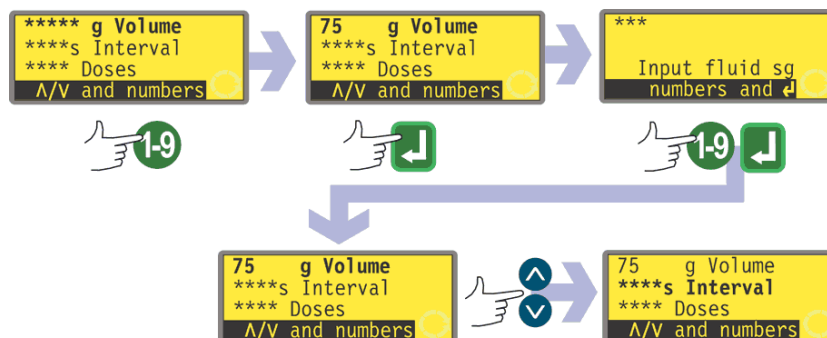 ***** g Volume
****s Interval
**** Doses
∧/∨ and numbers
75 g Volume
****s Interval
**** Doses
∧/∨ and numbers
***
Input fluid sg
numbers and ↵
1-9
1-9
75 g Volume
****s Interval
**** Doses
∧/∨ and numbers
75 g Volume
****s Interval
**** Doses
∧/∨ and numbers